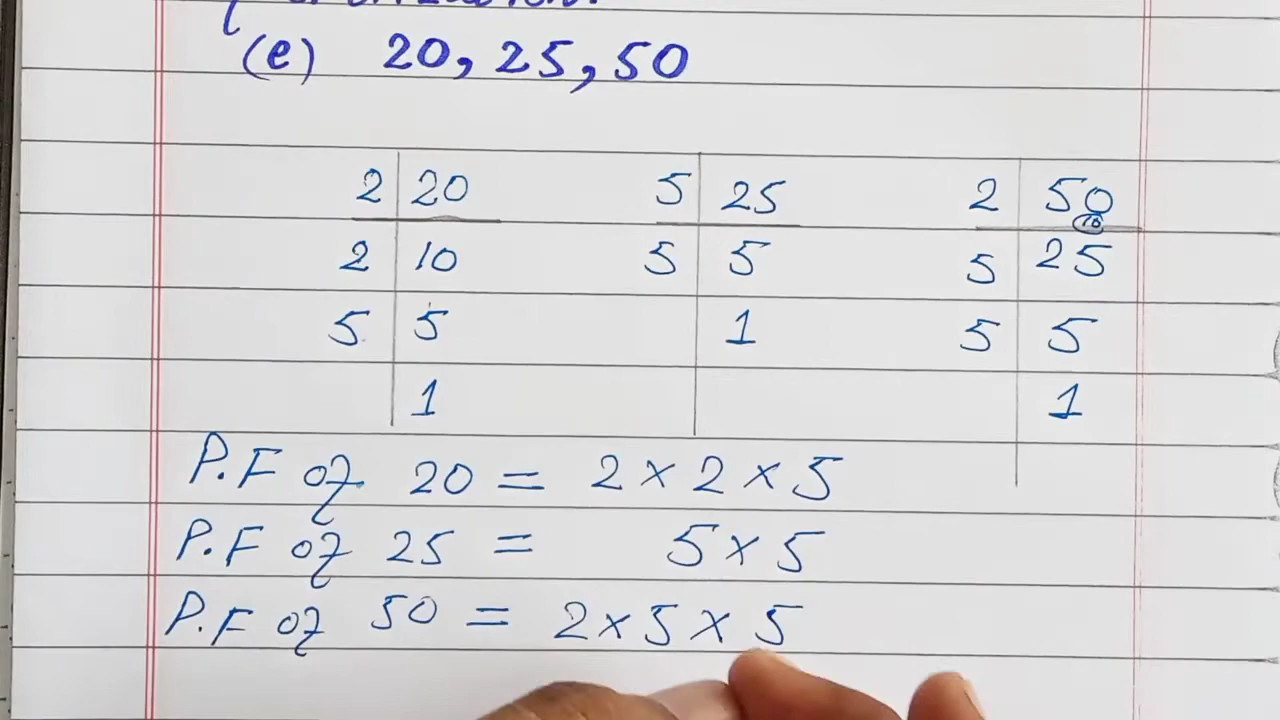 (e) 20, 25, 50
2 20 5 25 2 50
2 10 5 5 5 25
5 5 1 5 5
1 1
P.F of 20 = 2 × 2 × 5
P.F of 25 = 5 × 5
P.F of 50 = 2 × 5 × 5